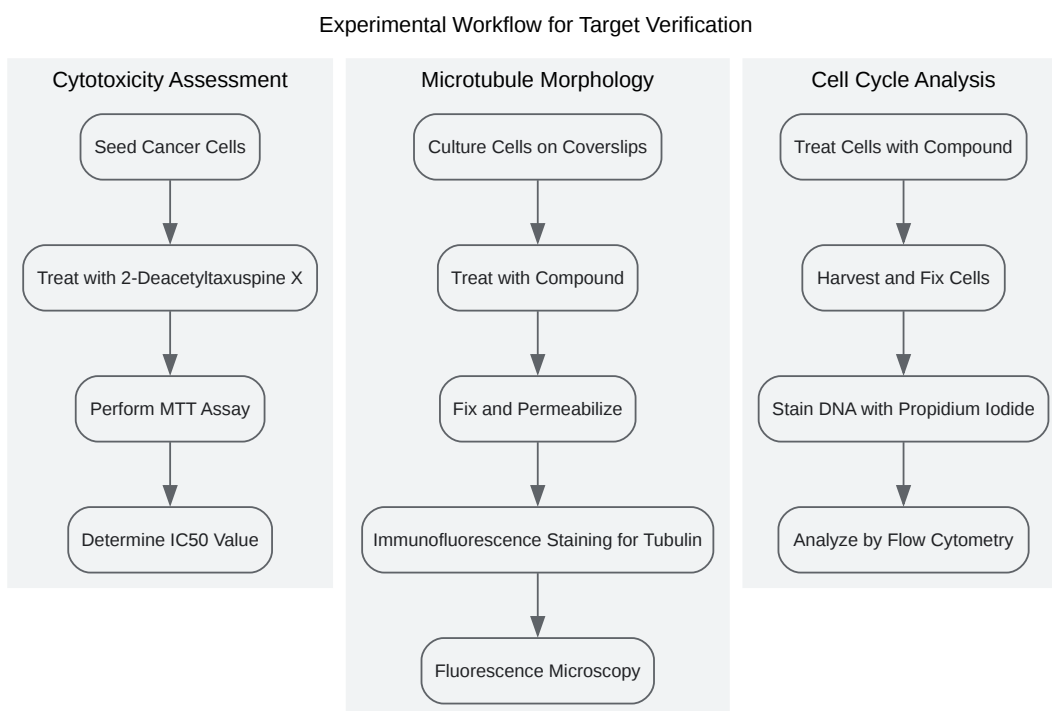 Experimental Workflow for Target Verification
Cytotoxicity Assessment
Seed Cancer Cells
Treat with 2-Deacetyltaxuspine X
Perform MTT Assay
Determine IC50 Value
Microtubule Morphology
Culture Cells on Coverslips
Treat with Compound
Fix and Permeabilize
Immunofluorescence Staining for Tubulin
Fluorescence Microscopy
Cell Cycle Analysis
Treat Cells with Compound
Harvest and Fix Cells
Stain DNA with Propidium Iodide
Analyze by Flow Cytometry